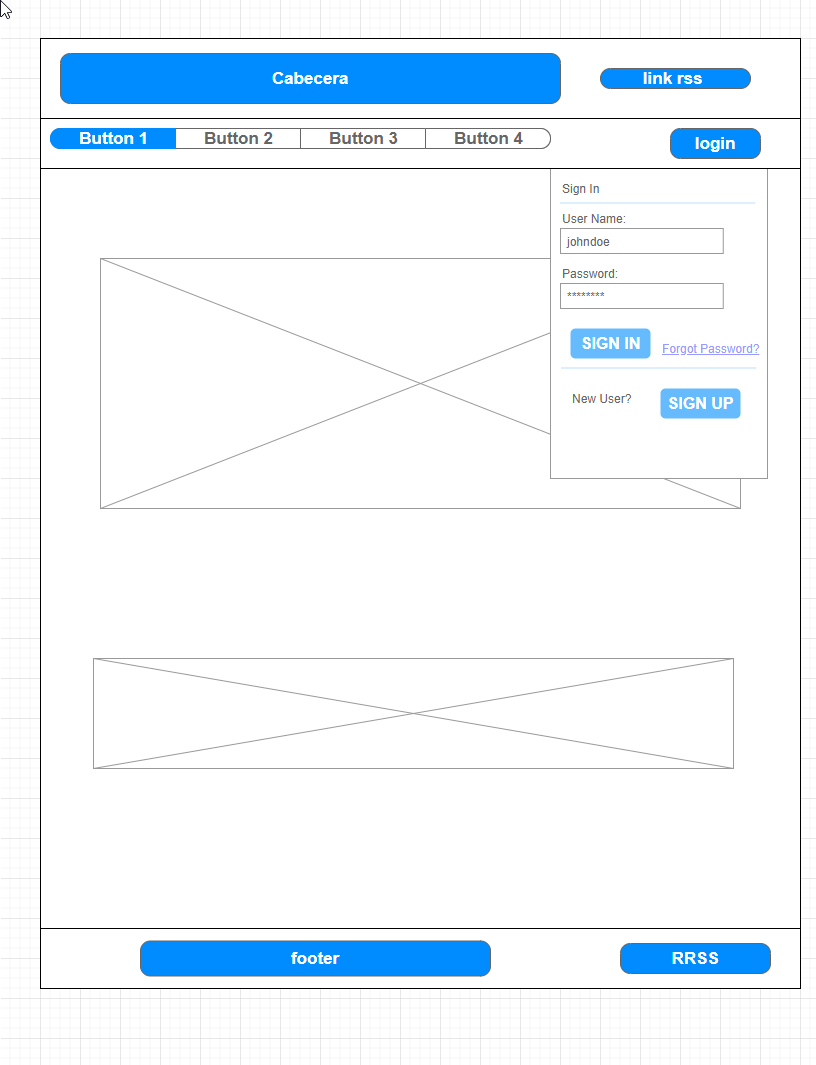 Cabecera
link rss
Button 1 Button 2 Button 3 Button 4
login
Sign In
User Name:
johndoe
Password:
********
SIGN IN Forgot Password?
New User? SIGN UP
footer
RRSS